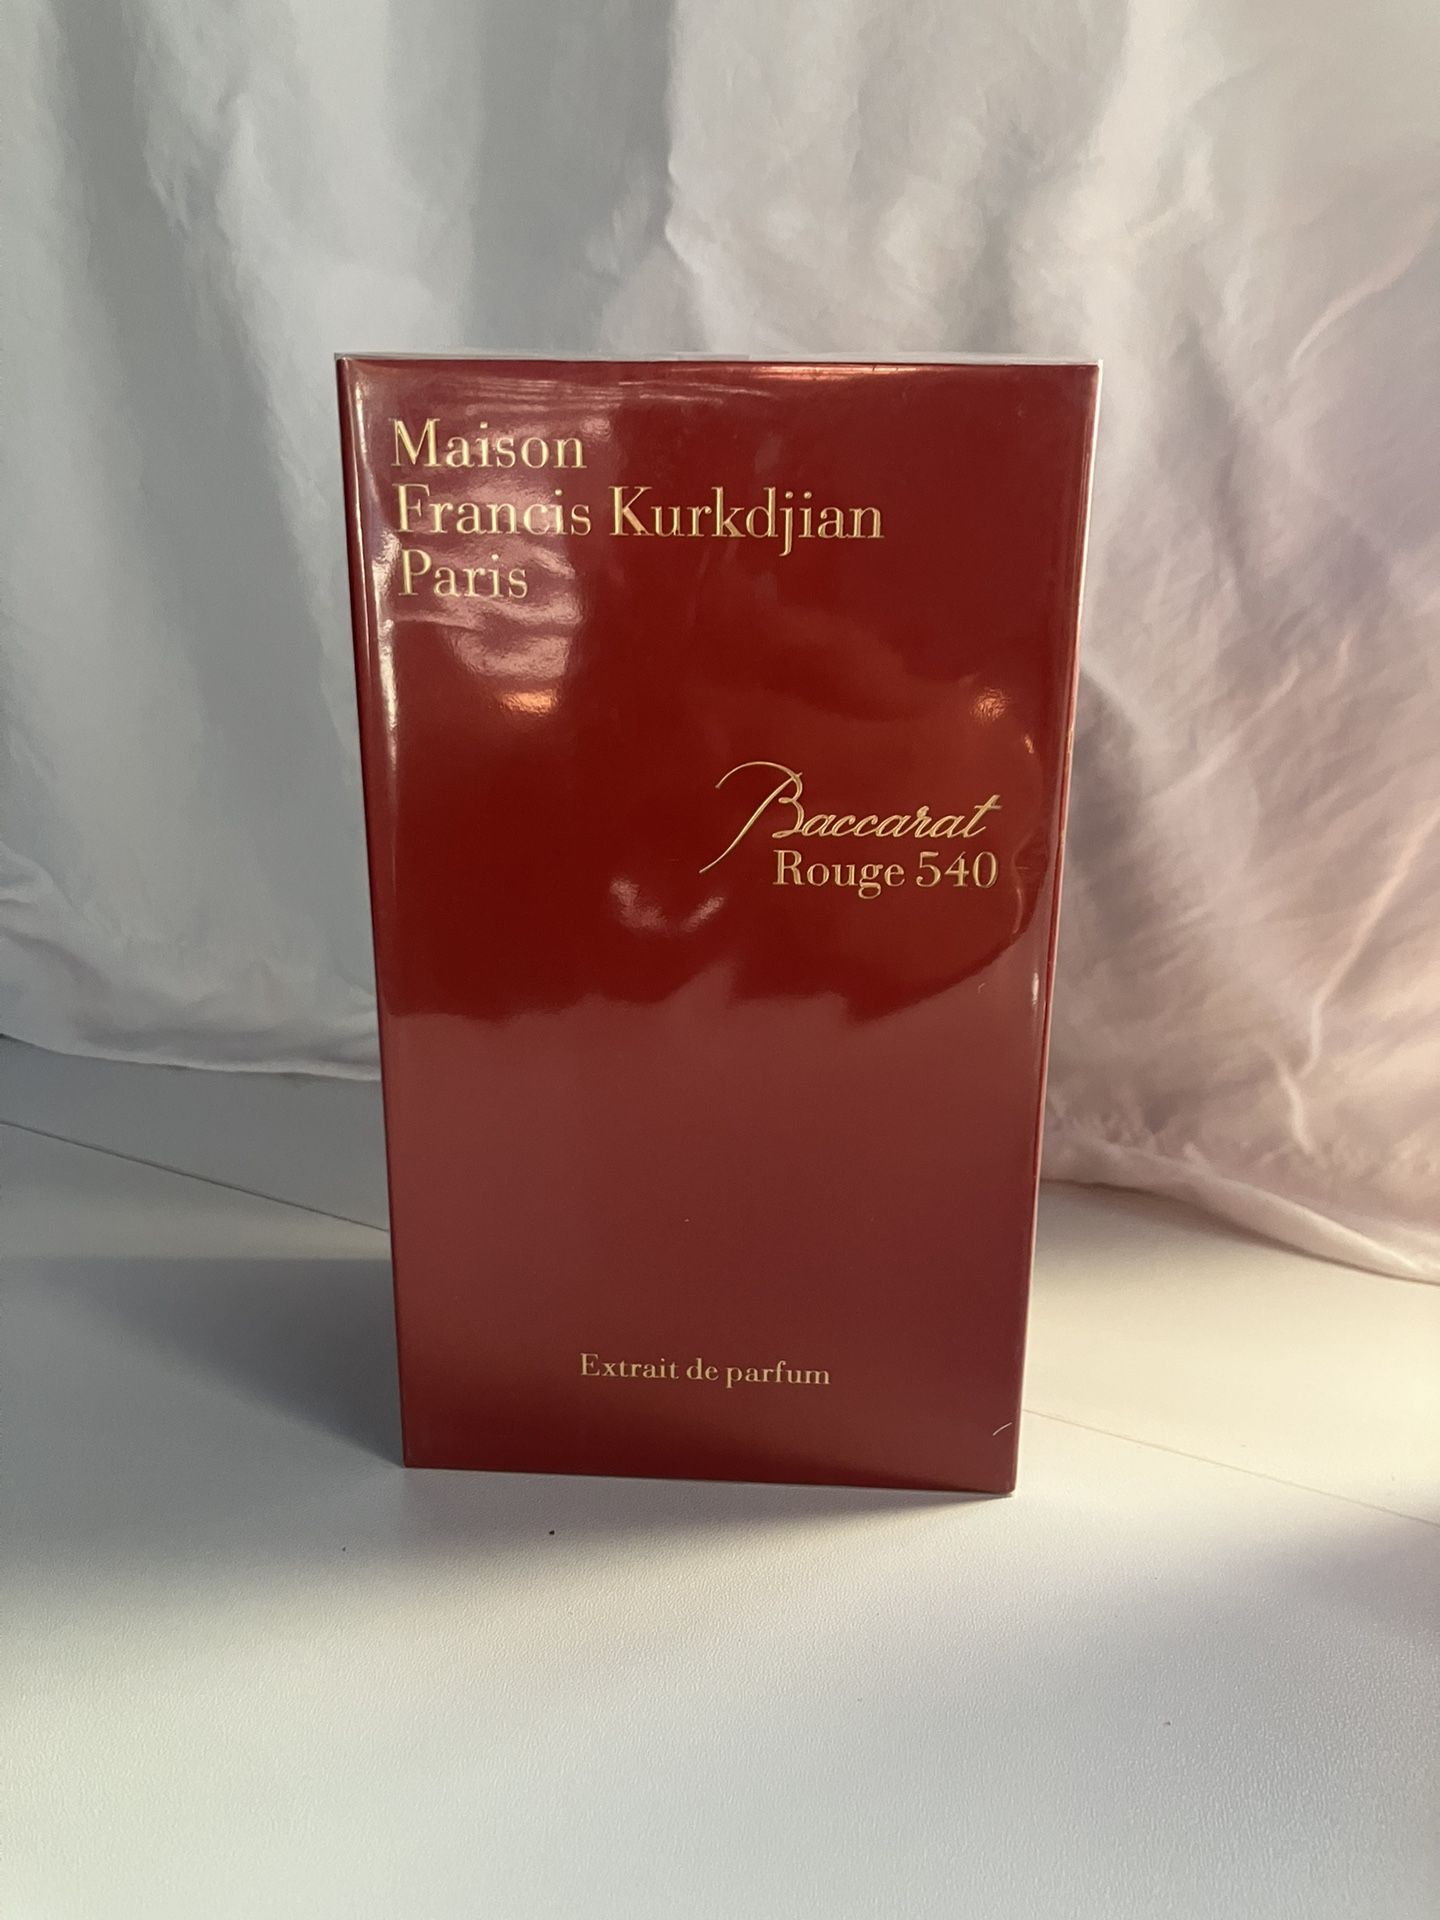 Maison
Francis Kurkdjian
Paris
Baccarat
Rouge 540
Extrait de parfum